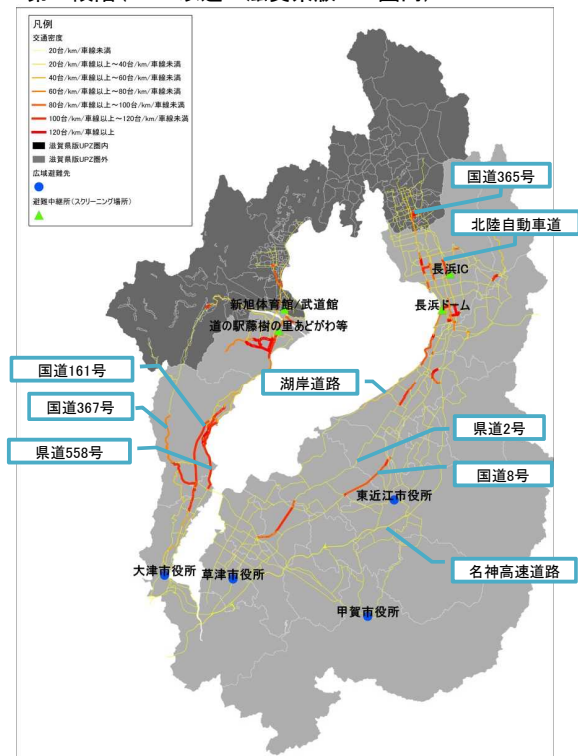 凡例
交通密度
20台/km/車線未満
20台/km/車線以上~40台/km/車線未満
40台/km/車線以上~60台/km/車線未満
60台/km/車線以上~80台/km/車線未満
80台/km/車線以上~100台/km/車線未満
100台/km/車線以上~120台/km/車線未満
120台/km/車線以上
滋賀県版UPZ圏内
滋賀県版UPZ圏外
広域避難先
避難中継所(スクリーニング場所)
国道365号
北陸自動車道
長浜IC
新旭体育館/武道館
長浜ドーム
道の駅藤樹の里あどがわ等
国道161号
湖岸道路
国道367号
県道2号
県道558号
国道8号
東近江市役所
大津市役所
草津市役所
名神高速道路
甲賀市役所